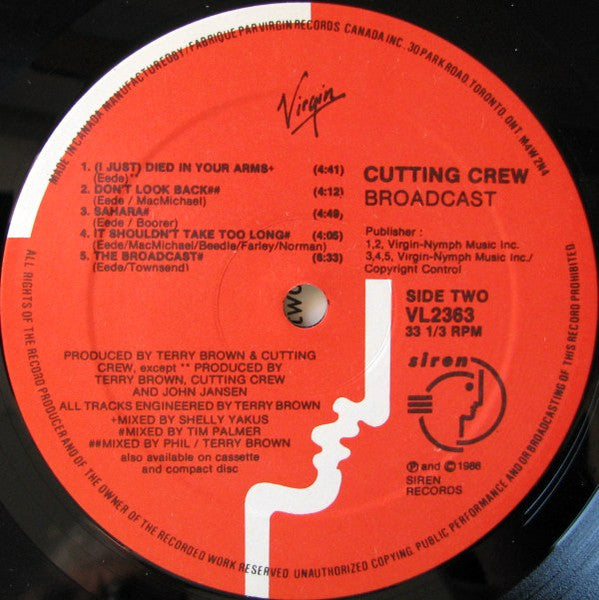 MADE IN CANADA MANUFACTURED BY / FABRIQUE PAR VIRGIN RECORDS CANADA INC. 30 PARK ROAD, TORONTO, ONT M4W 2N4
Virgin
1. (I JUST) DIED IN YOUR ARMS+ (4:41)
(Eede)**
2. DON'T LOOK BACK## (4:12)
(Eede / MacMichael)
3. SAHARA# (4:49)
(Eede / Boorer)
4. IT SHOULDN'T TAKE TOO LONG# (4:05)
(Eede/MacMichael/Beedle/Farley/Norman)
5. THE BROADCAST# (6:33)
(Eede/Townsend)
CUTTING CREW
BROADCAST
Publisher :
1,2, Virgin-Nymph Music Inc.
3,4,5, Virgin-Nymph Music Inc./
Copyright Control
SIDE TWO
VL2363
33 1/3 RPM
siren
℗ and © 1986
SIREN
RECORDS
PRODUCED BY TERRY BROWN & CUTTING
CREW, except ** PRODUCED BY
TERRY BROWN, CUTTING CREW
AND JOHN JANSEN
ALL TRACKS ENGINEERED BY TERRY BROWN
+MIXED BY SHELLY YAKUS
#MIXED BY TIM PALMER
##MIXED BY PHIL / TERRY BROWN
also available on cassette
and compact disc
ALL RIGHTS OF THE RECORD PRODUCER AND OF THE OWNER OF THE RECORDED WORK RESERVED UNAUTHORIZED COPYING, PUBLIC PERFORMANCE AND/OR BROADCASTING OF THIS RECORD PROHIBITED.